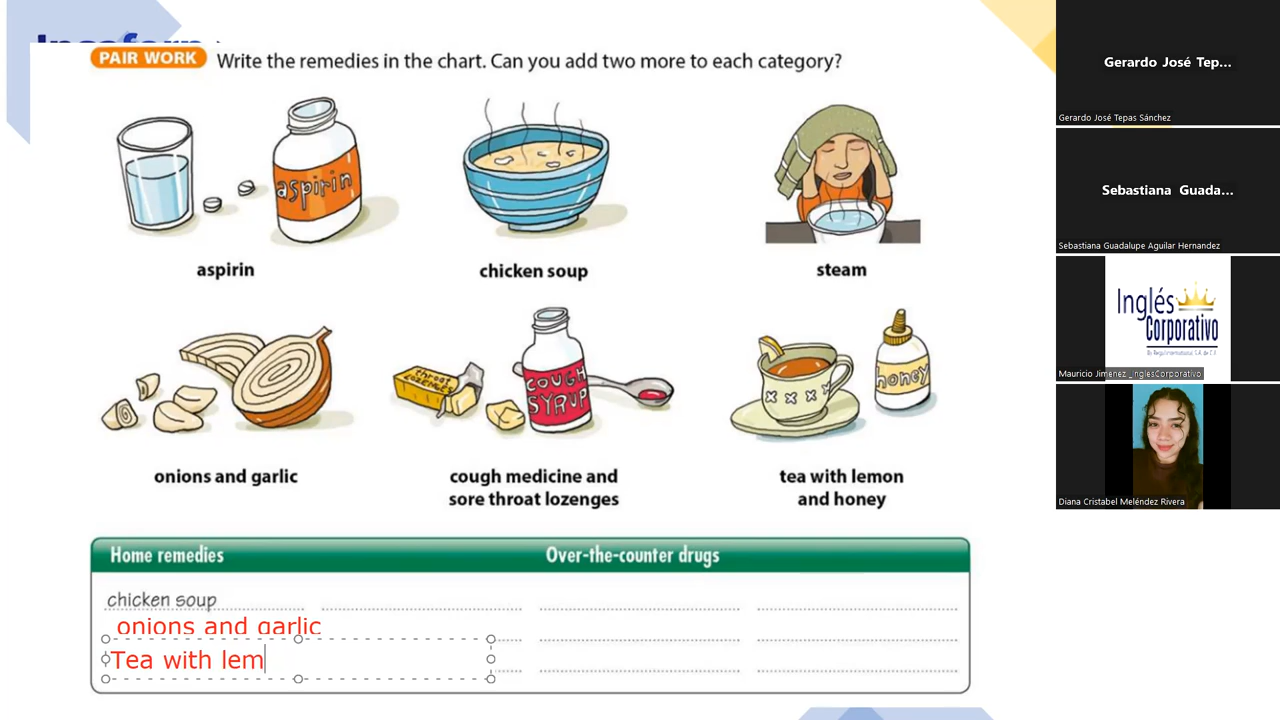 PAIR WORK Write the remedies in the chart. Can you add two more to each category?
aspirin
aspirin
chicken soup
steam
throat
LOZENGES
COUGH
SYRUP
honey
onions and garlic
cough medicine and
sore throat lozenges
tea with lemon
and honey
Home remedies
Over-the-counter drugs
chicken soup
onions and garlic
Tea with lem
Gerardo José Tep...
Gerardo José Tepas Sánchez
Sebastiana Guada...
Sebastiana Guadalupe Aguilar Hernandez
Inglés
Corporativo
Mauricio Jimenez _InglesCorporativo
Diana Cristabel Meléndez Rivera